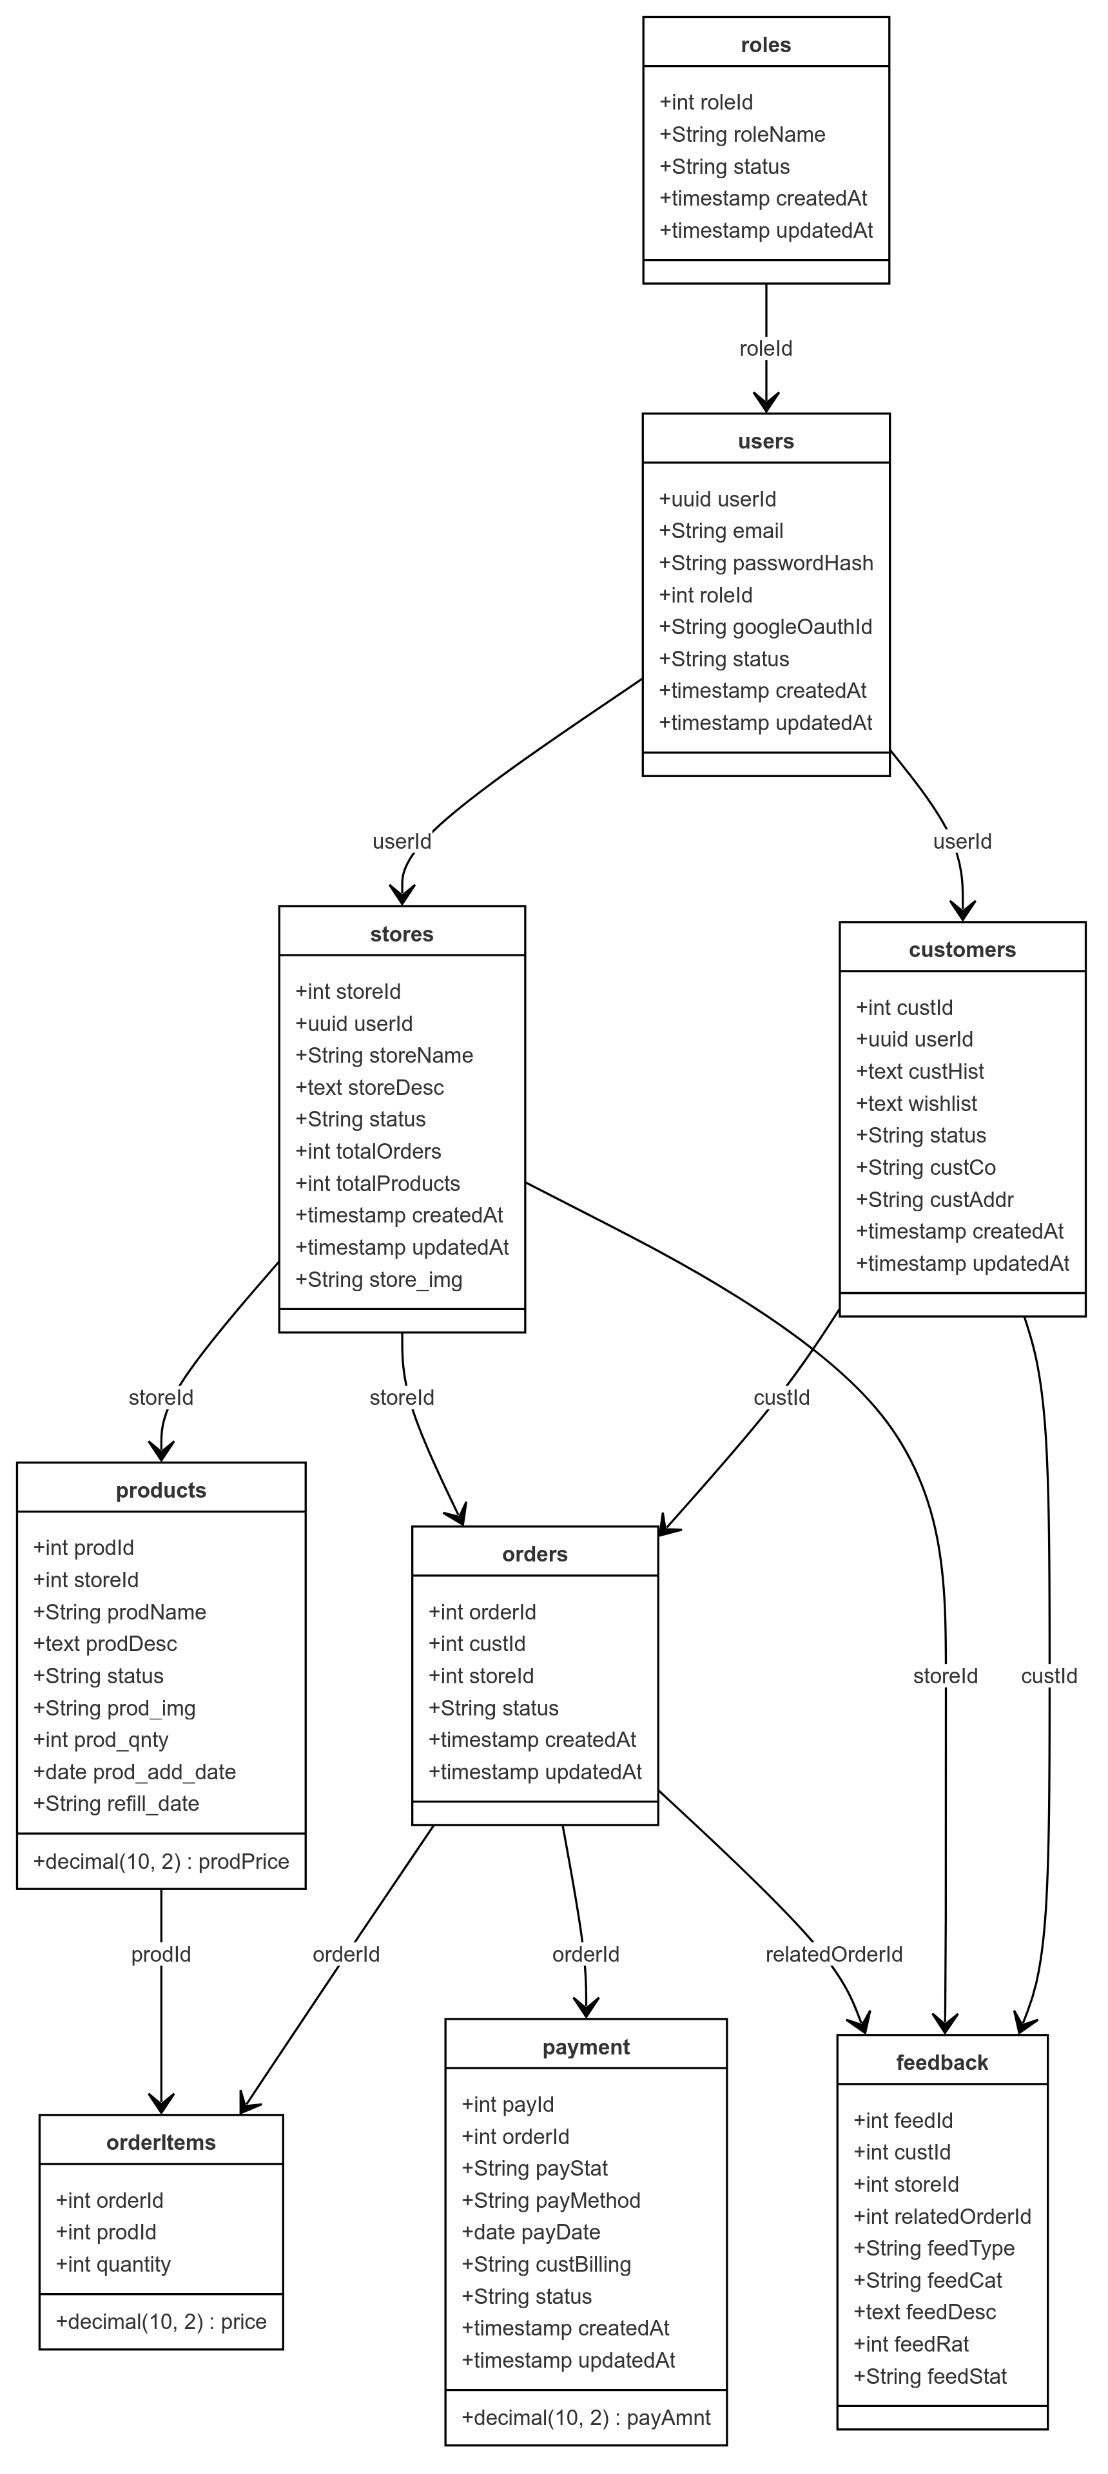 roles
+int roleId
+String roleName
+String status
+timestamp createdAt
+timestamp updatedAt
roleId
users
+uuid userId
+String email
+String passwordHash
+int roleId
+String googleOauthId
+String status
+timestamp createdAt
+timestamp updatedAt
userId
userId
stores
+int storeId
+uuid userId
+String storeName
+text storeDesc
+String status
+int totalOrders
+int totalProducts
+timestamp createdAt
+timestamp updatedAt
+String store_img
customers
+int custId
+uuid userId
+text custHist
+text wishlist
+String status
+String custCo
+String custAddr
+timestamp createdAt
+timestamp updatedAt
storeId
storeId
custId
products
+int prodId
+int storeId
+String prodName
+text prodDesc
+String status
+String prod_img
+int prod_qnty
+date prod_add_date
+String refill_date
+decimal(10, 2) : prodPrice
orders
+int orderId
+int custId
+int storeId
+String status
+timestamp createdAt
+timestamp updatedAt
storeId
custId
prodId
orderId
orderId
relatedOrderId
orderItems
+int orderId
+int prodId
+int quantity
+decimal(10, 2) : price
payment
+int payId
+int orderId
+String payStat
+String payMethod
+date payDate
+String custBilling
+String status
+timestamp createdAt
+timestamp updatedAt
+decimal(10, 2) : payAmnt
feedback
+int feedId
+int custId
+int storeId
+int relatedOrderId
+String feedType
+String feedCat
+text feedDesc
+int feedRat
+String feedStat